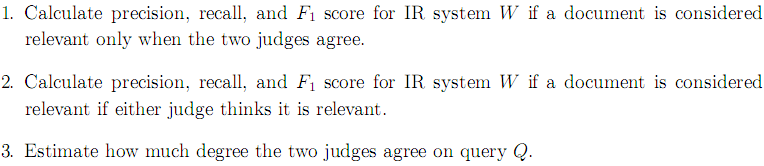 1. Calculate precision, recall, and F₁ score for IR system W if a document is considered
relevant only when the two judges agree.
2. Calculate precision, recall, and F₁ score for IR system W if a document is considered
relevant if either judge thinks it is relevant.
3. Estimate how much degree the two judges agree on query Q.